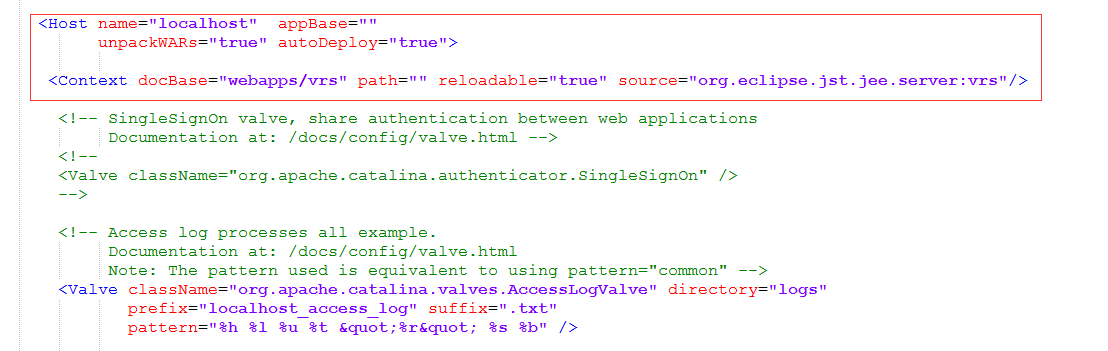 <Host name="localhost"  appBase=""
unpackWARs="true" autoDeploy="true">
<Context docBase="webapps/vrs" path="" reloadable="true" source="org.eclipse.jst.jee.server:vrs"/>
<!-- SingleSignOn valve, share authentication between web applications
Documentation at: /docs/config/valve.html -->
<!--
<Valve className="org.apache.catalina.authenticator.SingleSignOn" />
-->
<!-- Access log processes all example.
Documentation at: /docs/config/valve.html
Note: The pattern used is equivalent to using pattern="common" -->
<Valve className="org.apache.catalina.valves.AccessLogValve" directory="logs"
prefix="localhost_access_log" suffix=".txt"
pattern="%h %l %u %t &quot;%r&quot; %s %b" />